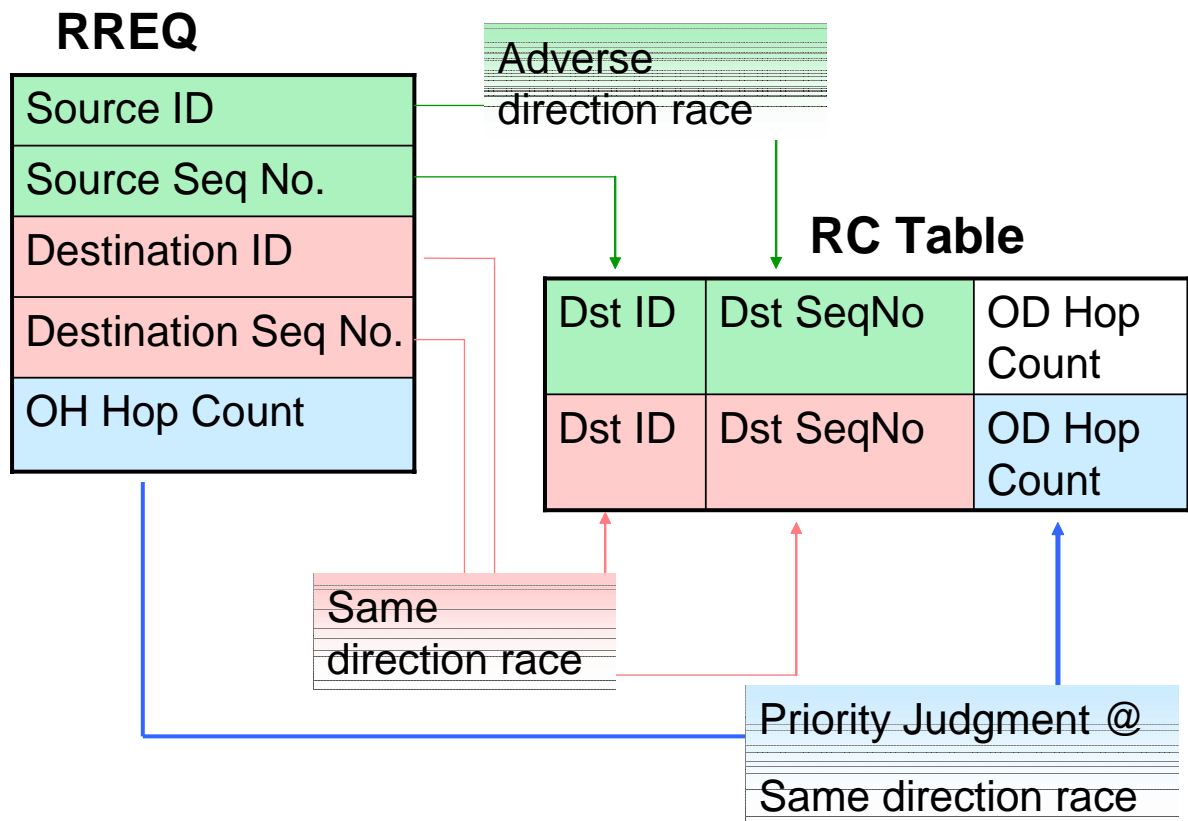 RREQ
Source ID
Source Seq No.
Destination ID
Destination Seq No.
OH Hop Count
Adverse
direction race
RC Table
Dst ID
Dst SeqNo
OD Hop
Count
Dst ID
Dst SeqNo
OD Hop
Count
Same
direction race
Priority Judgment @
Same direction race